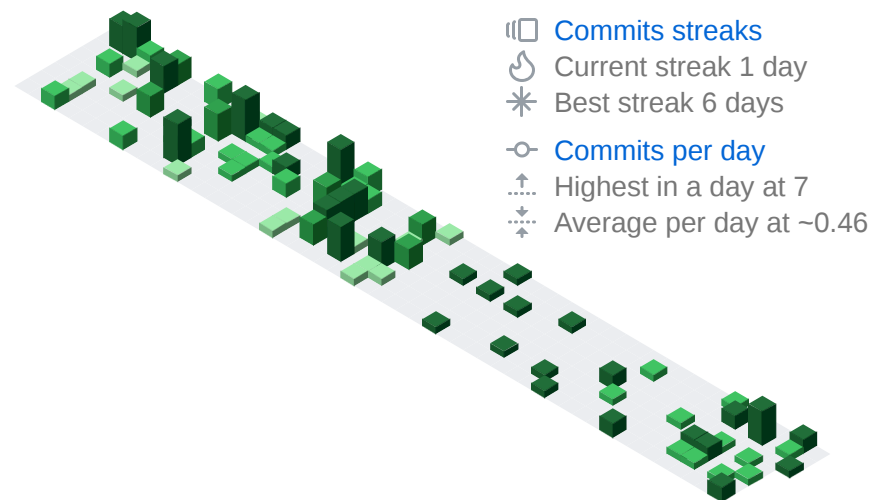 Commits streaks
Current streak 1 day
Best streak 6 days
Commits per day
Highest in a day at 7
Average per day at ~0.46